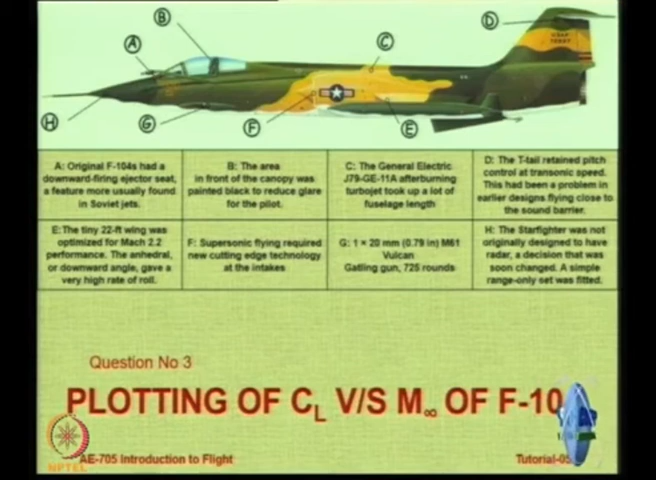 B
D
A
C
USAF
H
G
F
E
A: Original F-104s had a
downward-firing ejector seat,
a feature more usually found
in Soviet jets.
B: The area
in front of the canopy was
painted black to reduce glare
for the pilot.
C: The General Electric
J79-GE-11A afterburning
turbojet took up a lot of
fuselage length
D: The T-tail retained pitch
control at transonic speed.
This had been a problem in
earlier designs flying close to
the sound barrier.
E:The tiny 22-ft wing was
optimized for Mach 2.2
performance. The anhedral,
or downward angle, gave a
very high rate of roll.
F: Supersonic flying required
new cutting edge technology
at the intakes
G: 1 × 20 mm (0.79 in) M61
Vulcan
Gatling gun, 725 rounds
H: The Starfighter was not
originally designed to have
radar, a decision that was
soon changed. A simple
range-only set was fitted.
Question No 3
PLOTTING OF CL V/S M∞ OF F-10
AE-705 Introduction to Flight
Tutorial-05
NPTEL